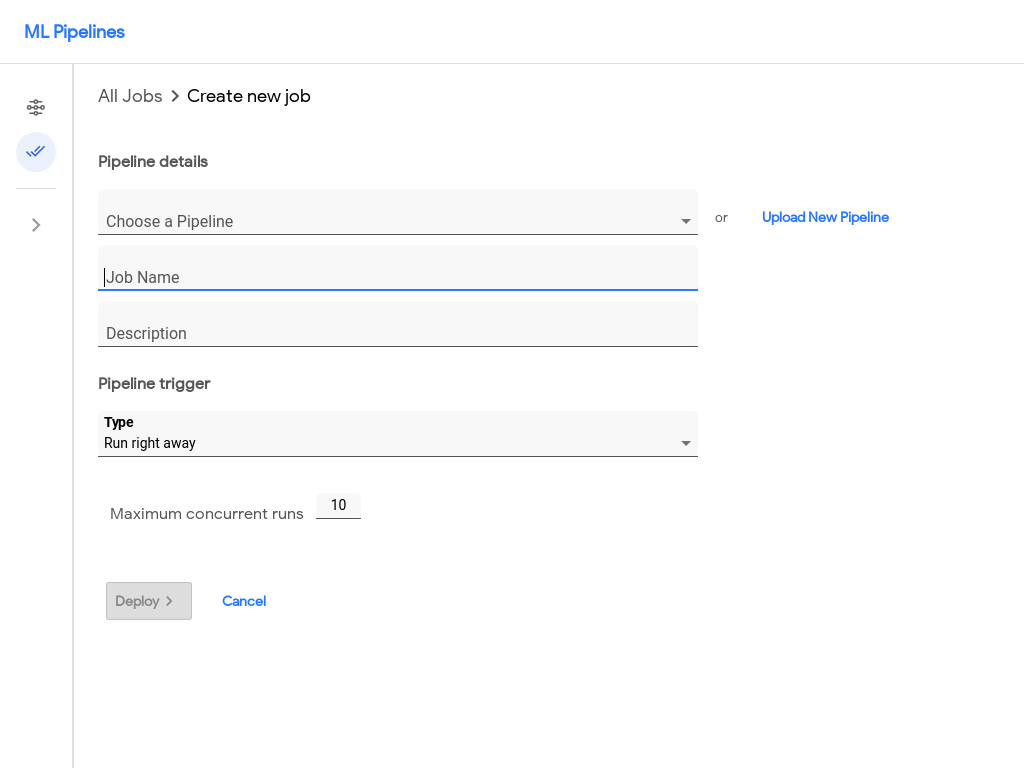 ML Pipelines
All Jobs > Create new job
Pipeline details
Choose a Pipeline or Upload New Pipeline
Job Name
Description
Pipeline trigger
Type
Run right away
Maximum concurrent runs 10
Deploy > Cancel